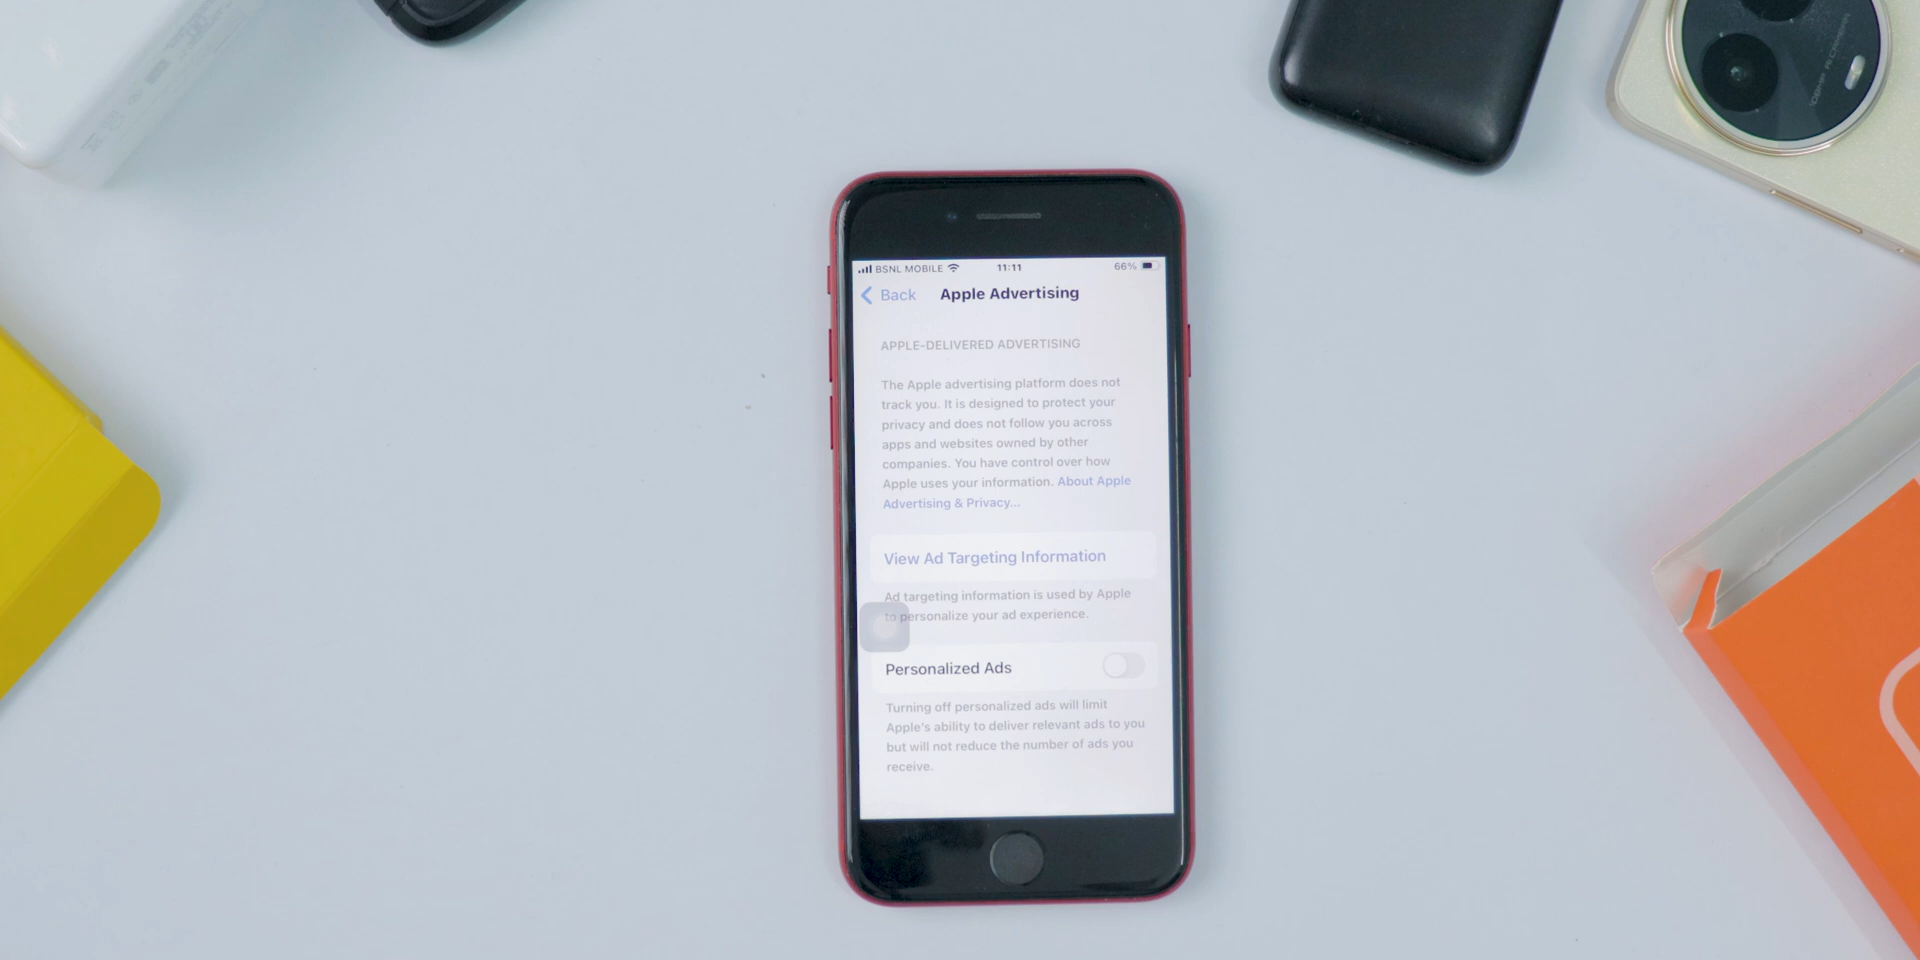 BSNL MOBILE 11:11 66%
Back Apple Advertising
APPLE-DELIVERED ADVERTISING
The Apple advertising platform does not
track you. It is designed to protect your
privacy and does not follow you across
apps and websites owned by other
companies. You have control over how
Apple uses your information. About Apple
Advertising & Privacy...
View Ad Targeting Information
Ad targeting information is used by Apple
to personalize your ad experience.
Personalized Ads
Turning off personalized ads will limit
Apple's ability to deliver relevant ads to you
but will not reduce the number of ads you
receive.
108MP AI CAMERA